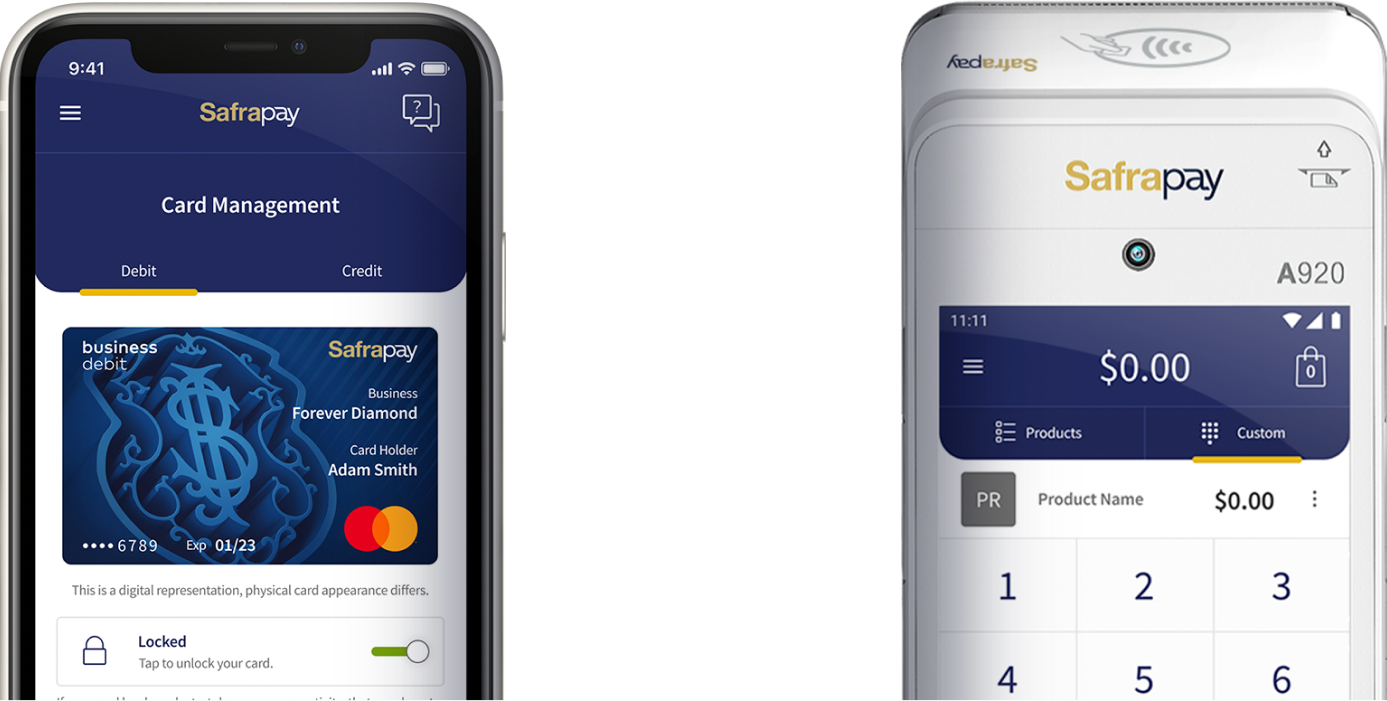 9:41
Safrapay
?
Card Management
Debit Credit
business
debit
Safrapay
Business
Forever Diamond
Card Holder
Adam Smith
•••• 6789 Exp 01/23
This is a digital representation, physical card appearance differs.
Locked
Tap to unlock your card.
Safrapay
Safrapay
A920
11:11
$0.00
0
Products Custom
PR Product Name $0.00
1 2 3
4 5 6